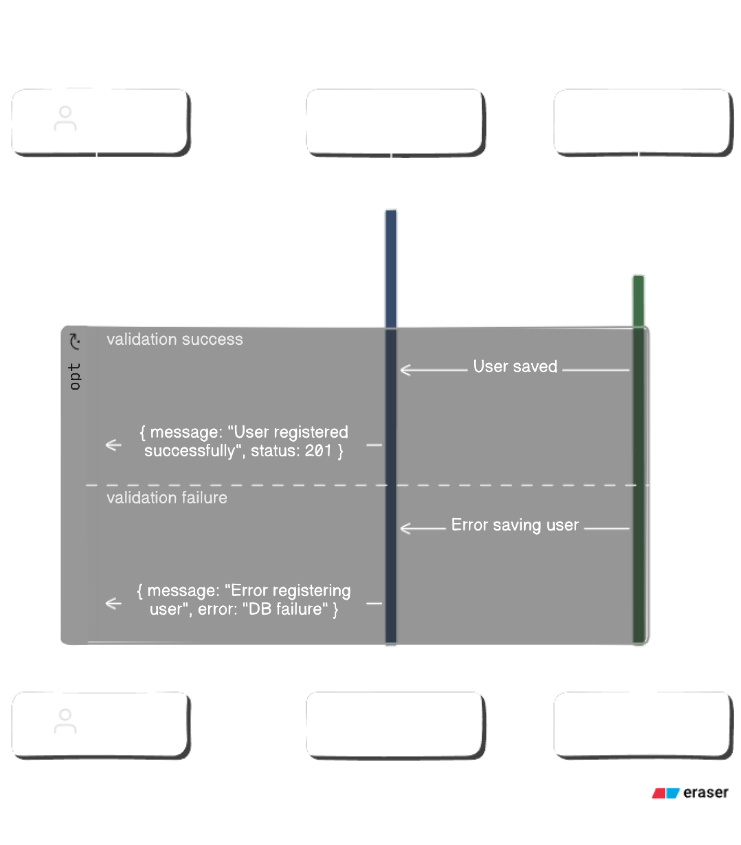 validation success
opt
User saved
{ message: "User registered
successfully", status: 201 }
validation failure
Error saving user
{ message: "Error registering
user", error: "DB failure" }
eraser